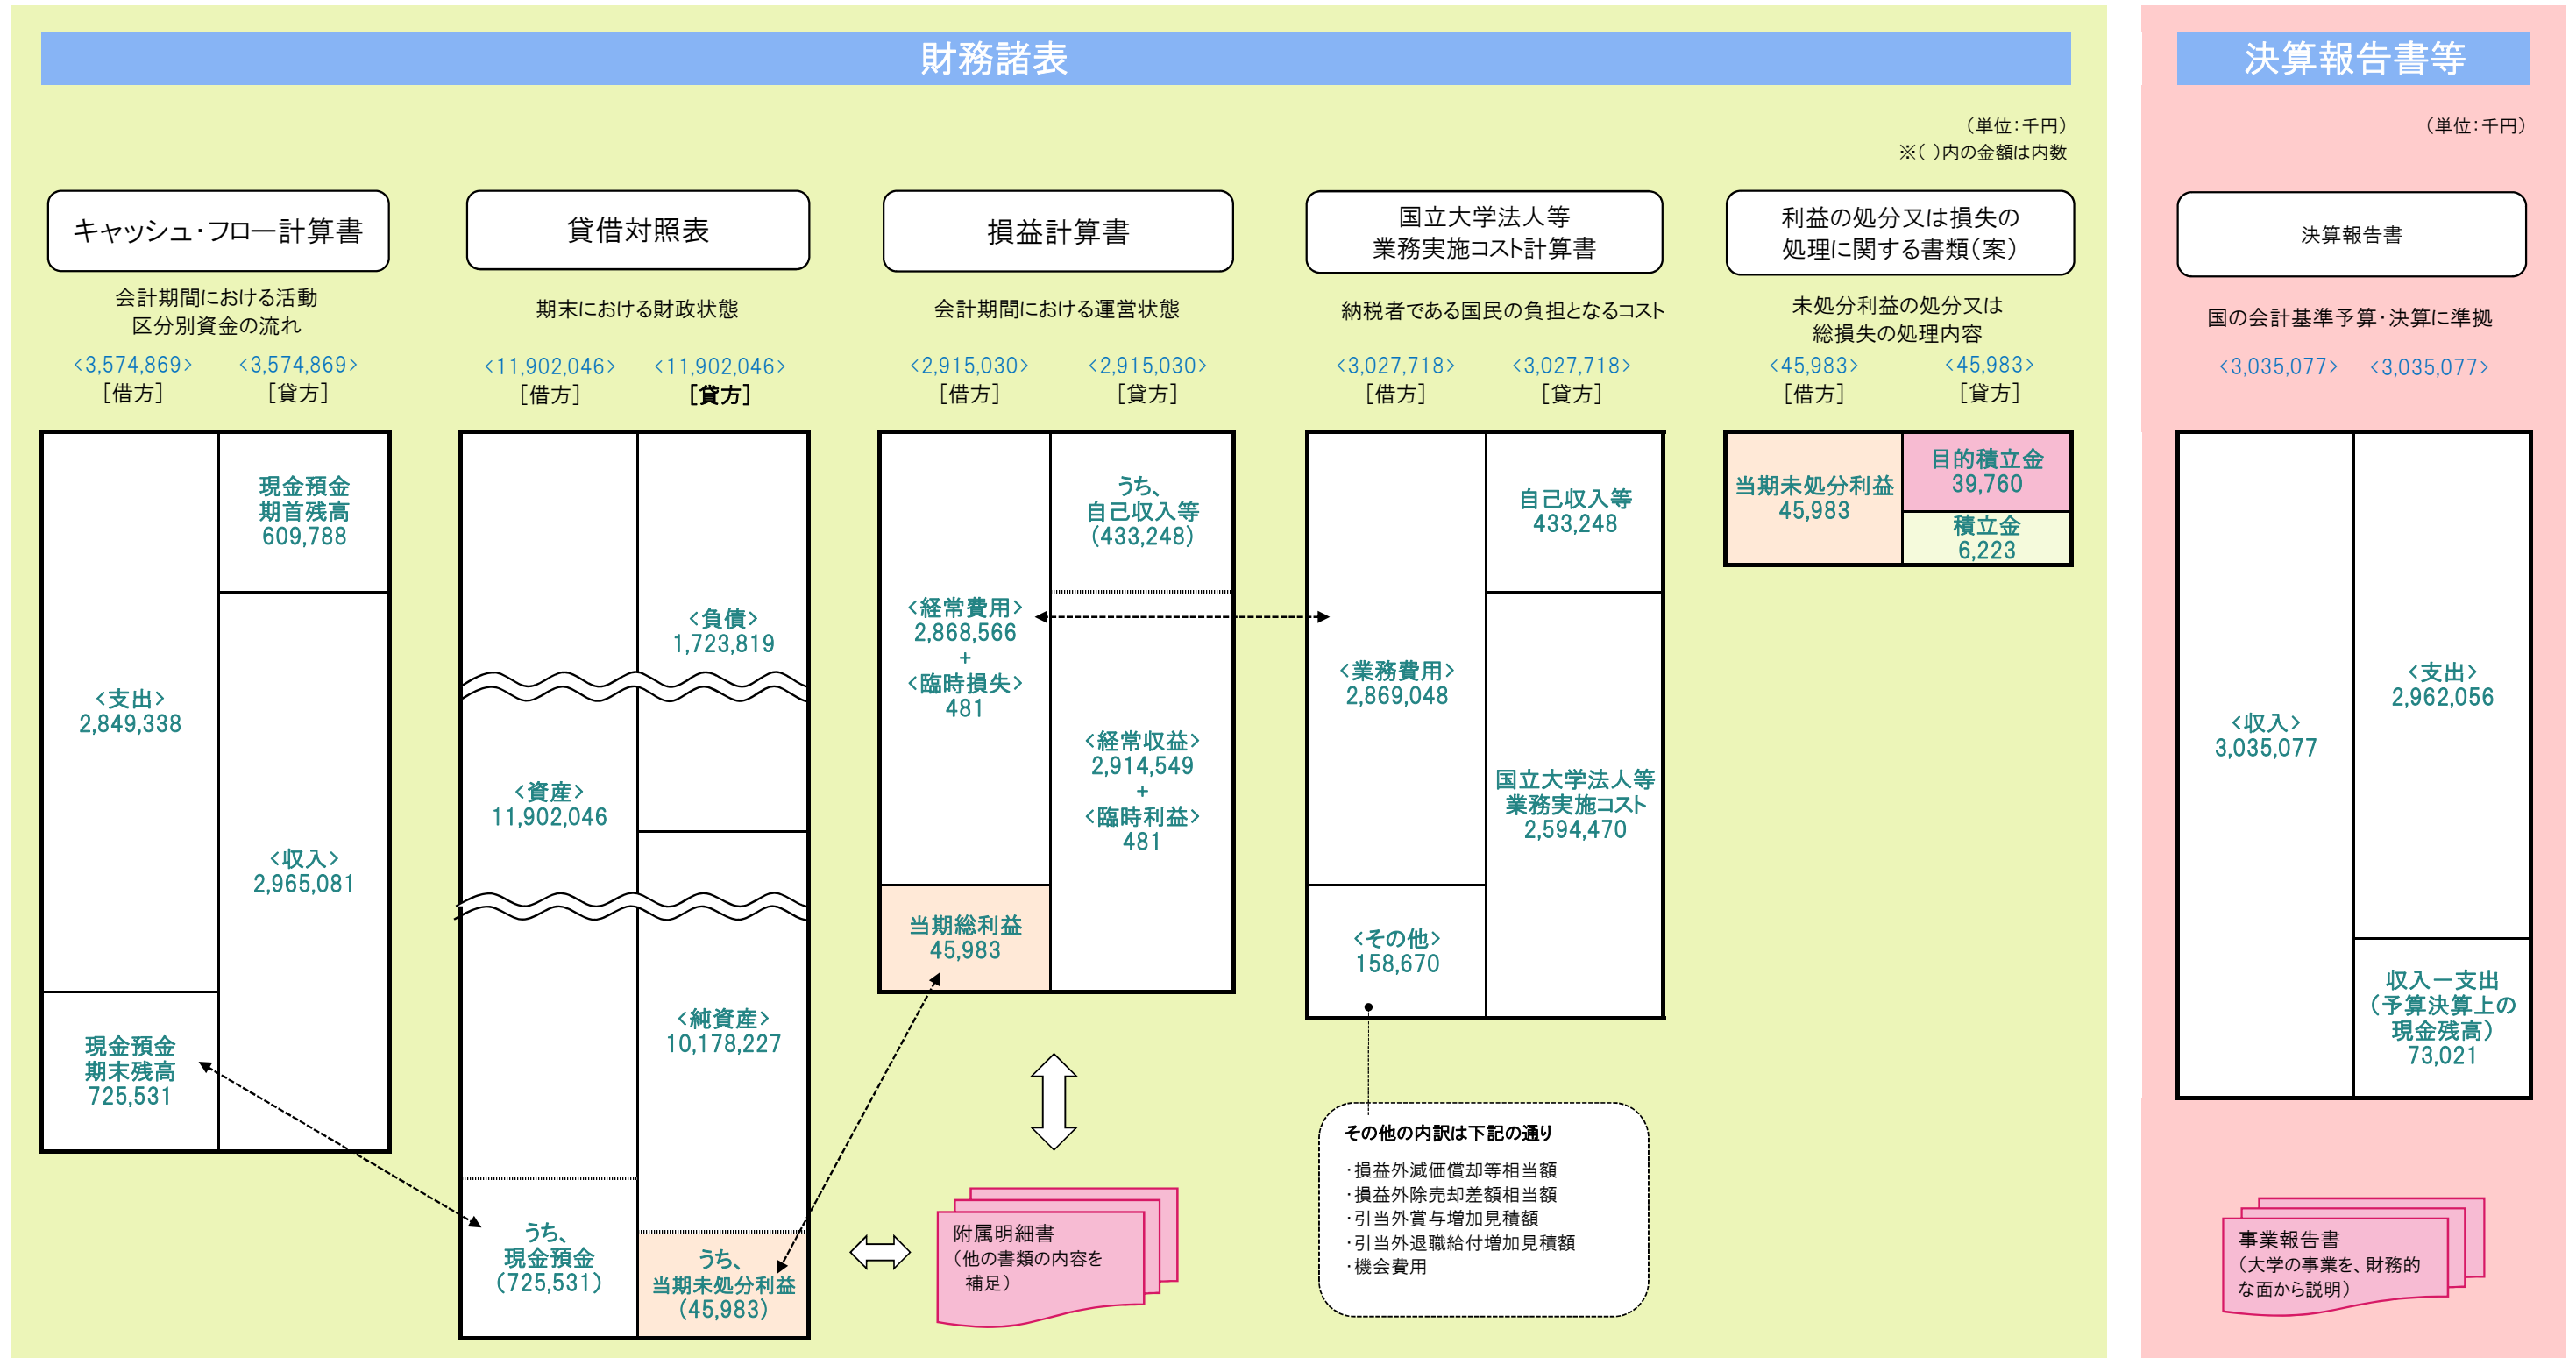 財務諸表
（単位：千円）
※（ ）内の金額は内数
キャッシュ・フロー計算書
会計期間における活動
区分別資金の流れ
<3,574,869> <3,574,869>
［借方］ ［貸方］
現金預金
期首残高
609,788
<支出>
2,849,338
<収入>
2,965,081
現金預金
期末残高
725,531
貸借対照表
期末における財政状態
<11,902,046> <11,902,046>
［借方］ ［貸方］
<負債>
1,723,819
<資産>
11,902,046
<純資産>
10,178,227
うち、
現金預金
（725,531）
うち、
当期未処分利益
（45,983）
損益計算書
会計期間における運営状態
<2,915,030> <2,915,030>
［借方］ ［貸方］
うち、
自己収入等
（433,248）
<経常費用>
2,868,566
+
<臨時損失>
481
<経常収益>
2,914,549
+
<臨時利益>
481
当期総利益
45,983
附属明細書
（他の書類の内容を
補足）
国立大学法人等
業務実施コスト計算書
納税者である国民の負担となるコスト
<3,027,718> <3,027,718>
［借方］ ［貸方］
自己収入等
433,248
<業務費用>
2,869,048
国立大学法人等
業務実施コスト
2,594,470
<その他>
158,670
その他の内訳は下記の通り
・損益外減価償却等相当額
・損益外除売却差額相当額
・引当外賞与増加見積額
・引当外退職給付増加見積額
・機会費用
利益の処分又は損失の
処理に関する書類（案）
未処分利益の処分又は
総損失の処理内容
<45,983> <45,983>
［借方］ ［貸方］
当期未処分利益
45,983
目的積立金
39,760
積立金
6,223
決算報告書等
（単位：千円）
決算報告書
国の会計基準予算・決算に準拠
<3,035,077> <3,035,077>
<支出>
2,962,056
<収入>
3,035,077
収入－支出
（予算決算上の
現金残高）
73,021
事業報告書
（大学の事業を、財務的
な面から説明）